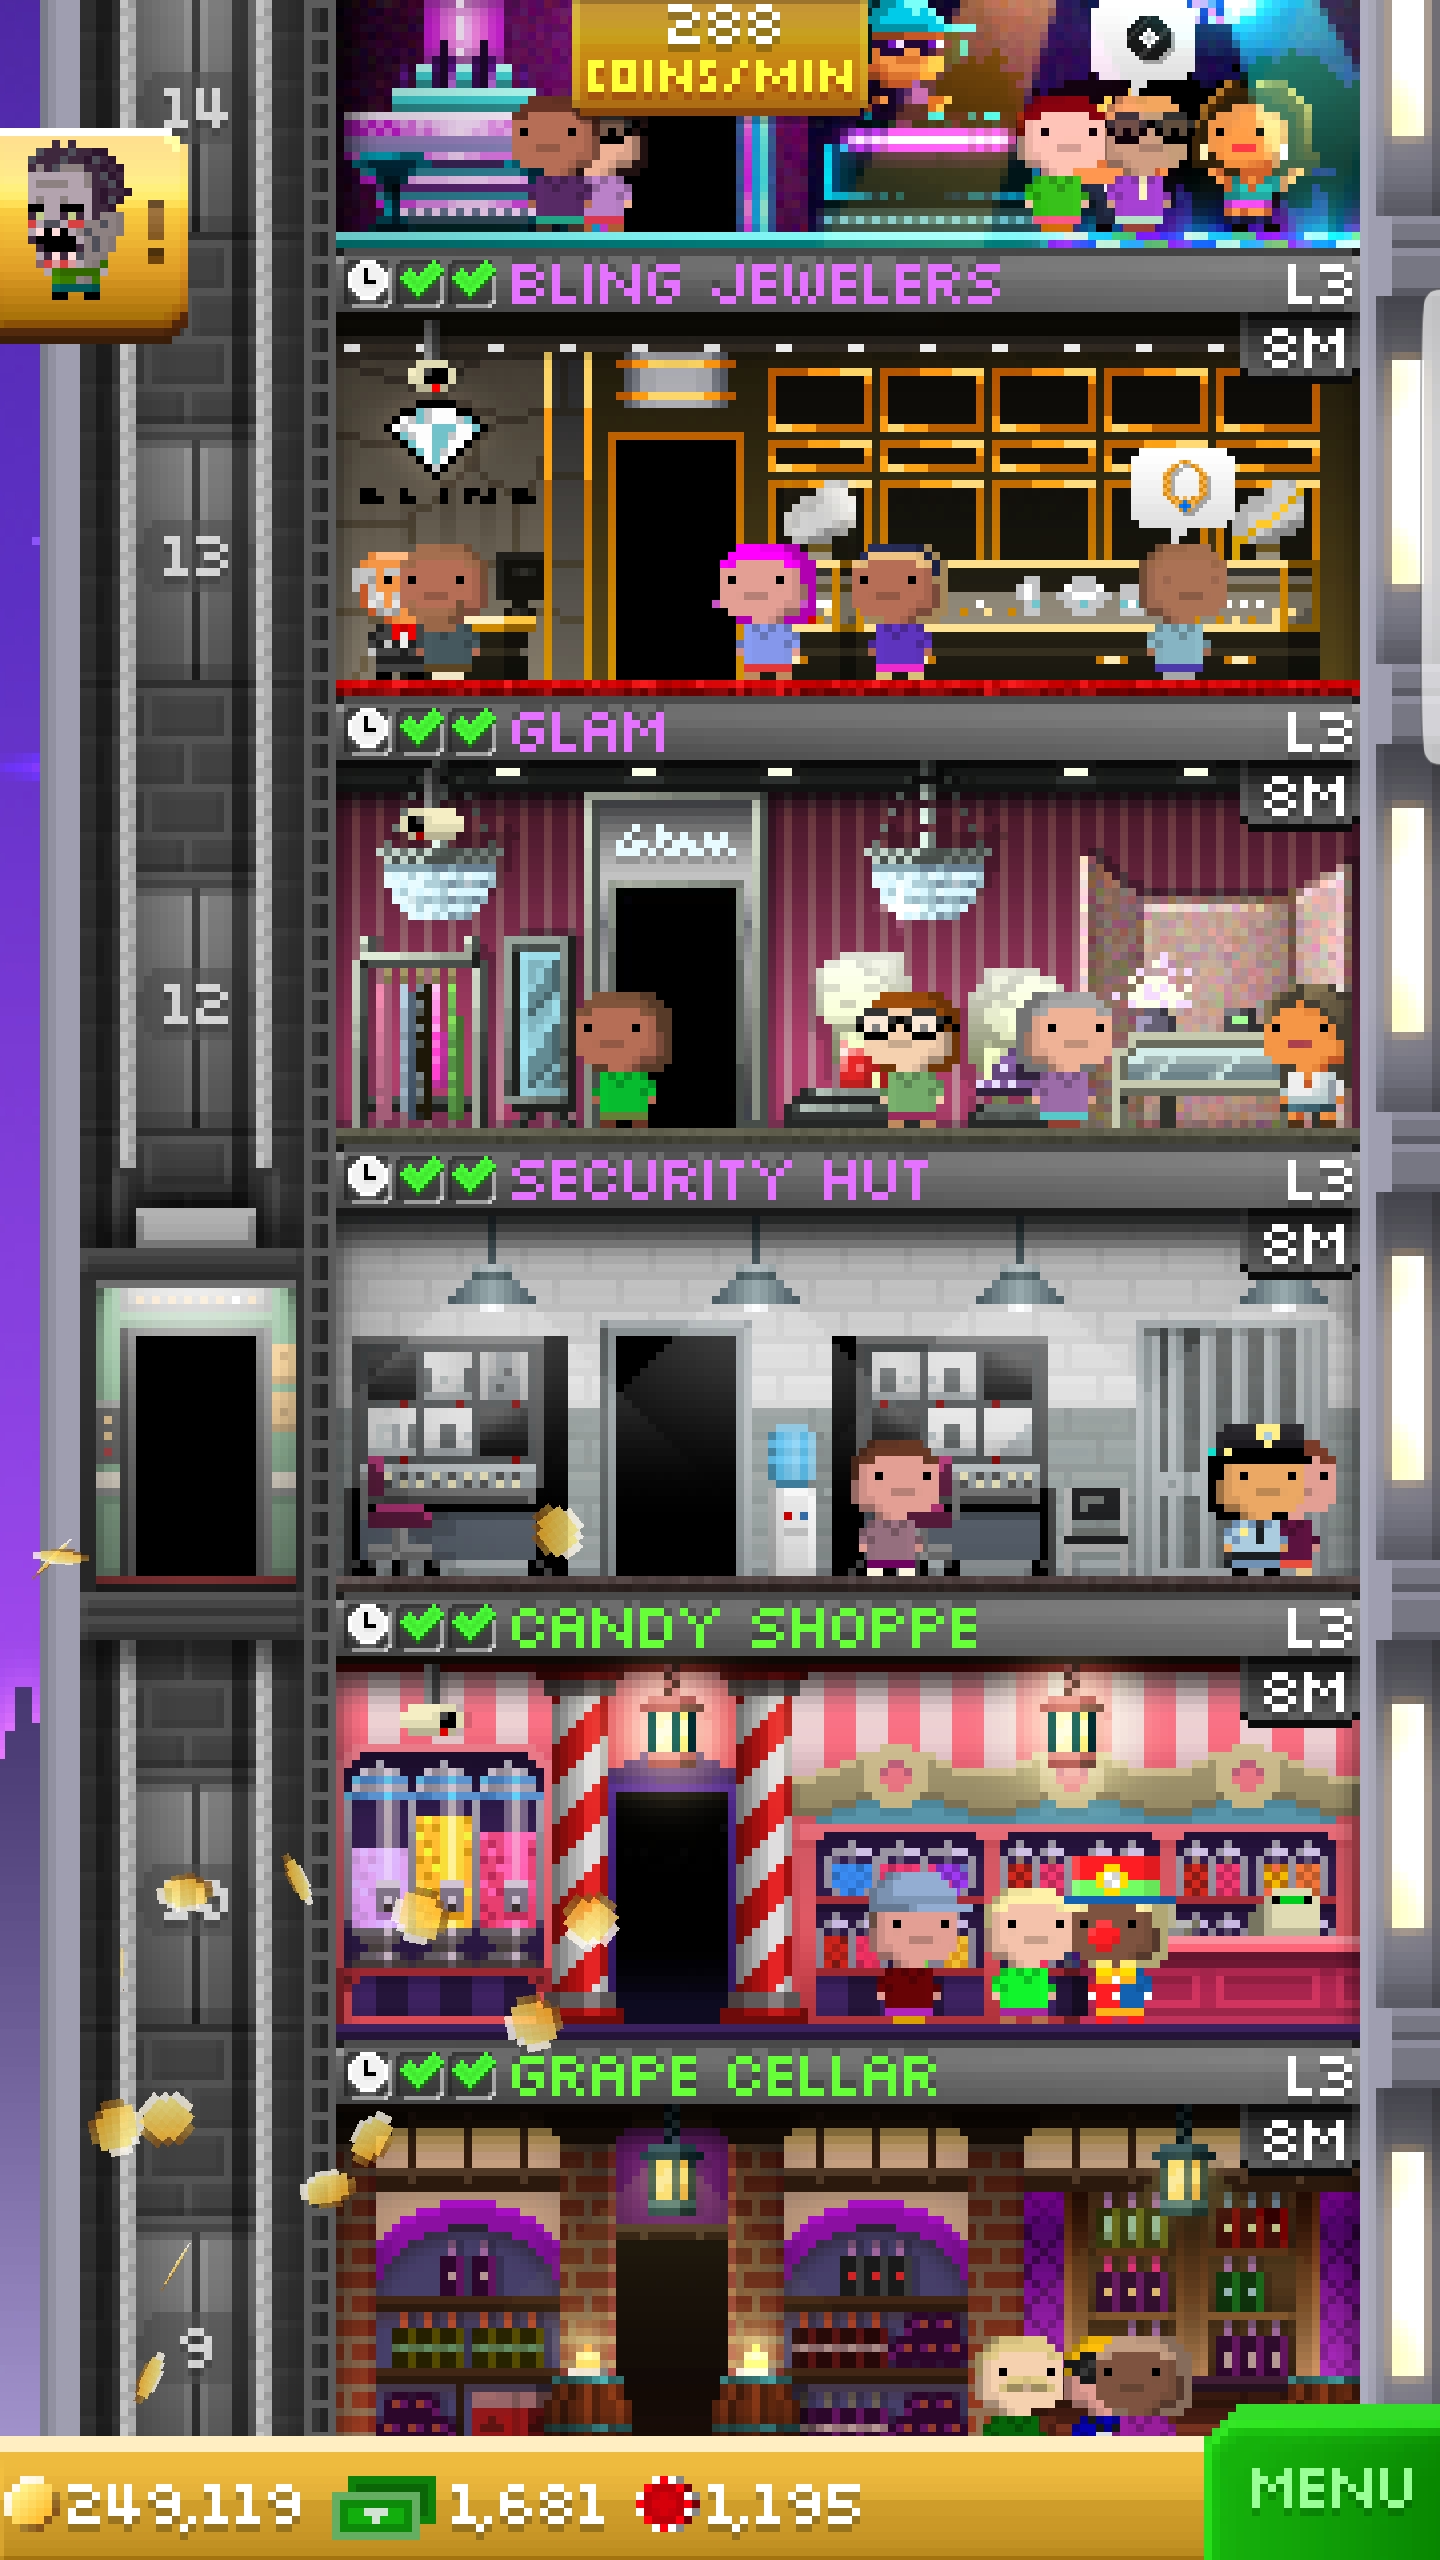 288
COINS/MIN
14
!
BLING JEWELERS L3
8M
BLING
13
GLAM L3
8M
Glam
12
SECURITY HUT L3
8M
CANDY SHOPPE L3
8M
GRAPE CELLAR L3
8M
9
249,119 1,681 1,195
MENU